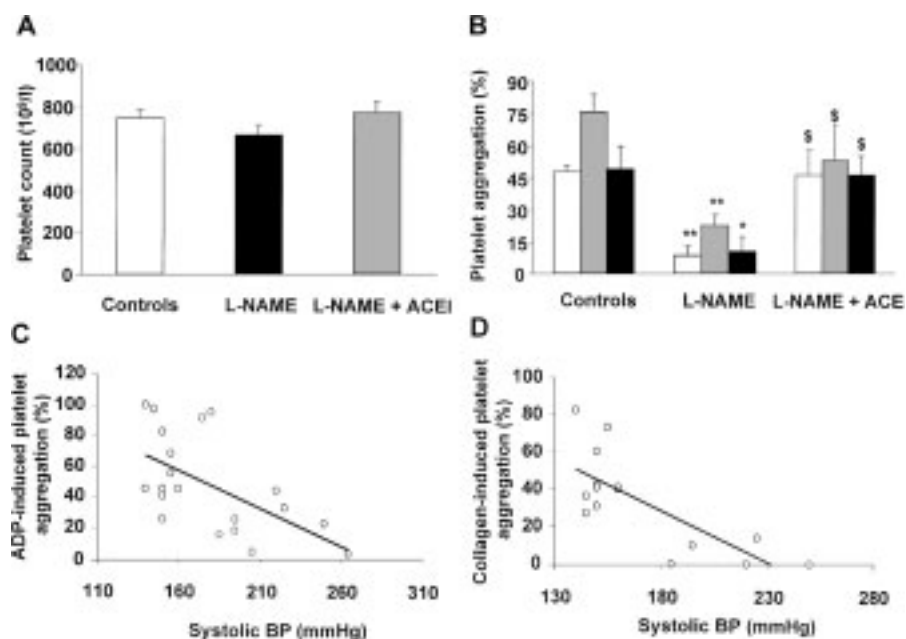 A
Platelet count (10⁹/l)
1000
800
600
400
200
0
Controls
L-NAME
L-NAME + ACEI
B
Platelet aggregation (%)
90
75
60
45
30
15
0
** ** *
§ § §
Controls
L-NAME
L-NAME + ACE
C
ADP-induced platelet
aggregation (%)
120
100
80
60
40
20
0
110 160 210 260 310
Systolic BP (mmHg)
D
Collagen-induced platelet
aggregation (%)
100
80
60
40
20
0
130 180 230 280
Systolic BP (mmHg)